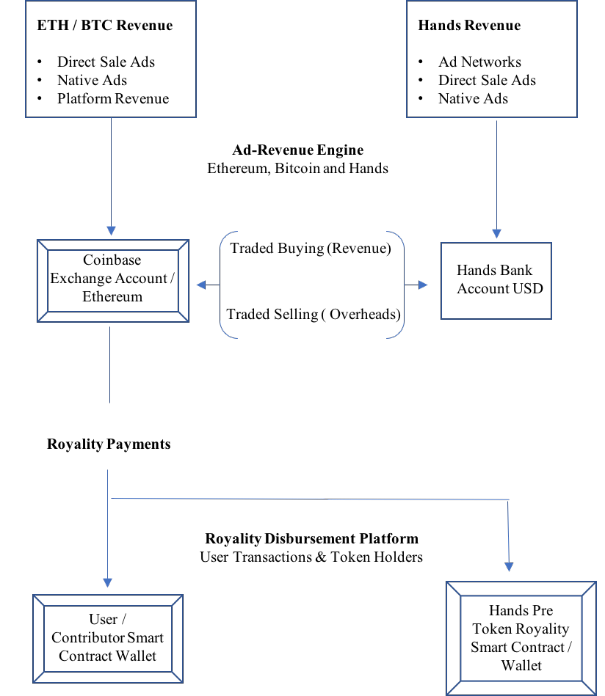 ETH / BTC Revenue
• Direct Sale Ads
• Native Ads
• Platform Revenue
Hands Revenue
• Ad Networks
• Direct Sale Ads
• Native Ads
Ad-Revenue Engine
Ethereum, Bitcoin and Hands
Coinbase
Exchange Account /
Ethereum
Traded Buying (Revenue)
Traded Selling ( Overheads)
Hands Bank
Account USD
Royality Payments
Royality Disbursement Platform
User Transactions & Token Holders
User /
Contributor Smart
Contract Wallet
Hands Pre
Token Royality
Smart Contract /
Wallet